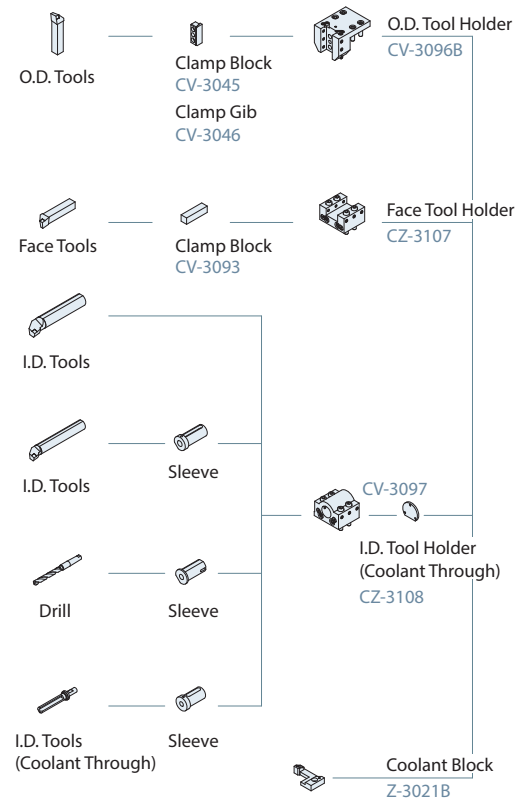 O.D. Tools
Clamp Block
CV-3045
Clamp Gib
CV-3046
O.D. Tool Holder
CV-3096B
Face Tools
Clamp Block
CV-3093
Face Tool Holder
CZ-3107
I.D. Tools
I.D. Tools
Sleeve
CV-3097
I.D. Tool Holder
(Coolant Through)
CZ-3108
Drill
Sleeve
I.D. Tools
(Coolant Through)
Sleeve
Coolant Block
Z-3021B